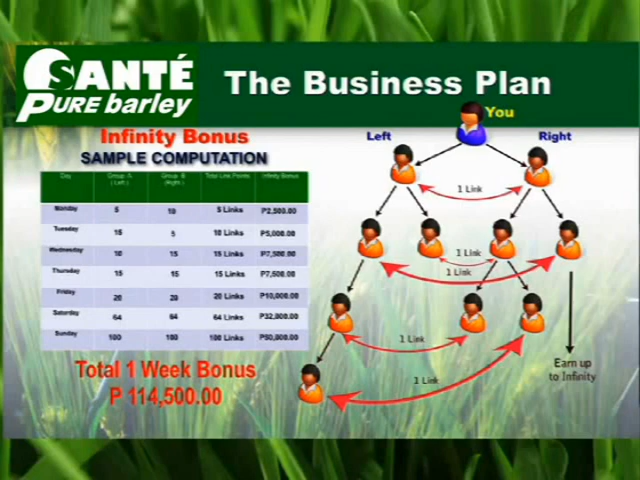 SANTÉ
PURE barley
The Business Plan
Infinity Bonus
SAMPLE COMPUTATION
Day Group A (Left) Group B (Right) Total Link Points Infinity Bonus
Monday 5 10 5 Links P2,500.00
Tuesday 15 5 10 Links P5,000.00
Wednesday 10 15 15 Links P7,500.00
Thursday 15 15 15 Links P7,500.00
Friday 20 20 20 Links P10,000.00
Saturday 64 64 64 Links P32,000.00
Sunday 100 100 100 Links P50,000.00
Total 1 Week Bonus
P 114,500.00
You
Left
Right
1 Link
1 Link
1 Link
1 Link
1 Link
Earn up
to Infinity